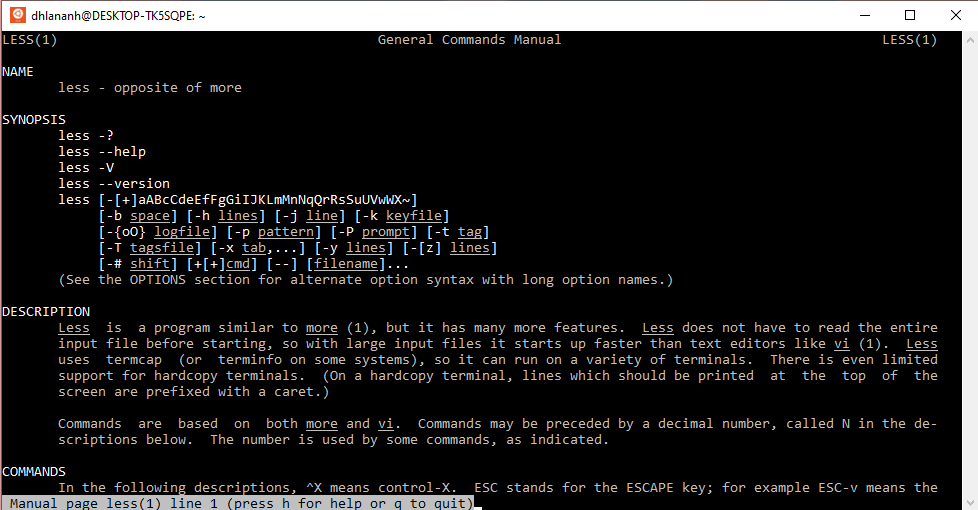 dhlananh@DESKTOP-TK5SQPE: ~
LESS(1) General Commands Manual LESS(1)
NAME
less - opposite of more
SYNOPSIS
less -?
less --help
less -V
less --version
less [-[+]aABcCdeEfFgGiIJKLmMnNqQrRsSuUVwWX~]
[-b space] [-h lines] [-j line] [-k keyfile]
[-{oO} logfile] [-p pattern] [-P prompt] [-t tag]
[-T tagsfile] [-x tab,...] [-y lines] [-[z] lines]
[-# shift] [+[+]cmd] [--] [filename]...
(See the OPTIONS section for alternate option syntax with long option names.)
DESCRIPTION
Less is a program similar to more (1), but it has many more features. Less does not have to read the entire
input file before starting, so with large input files it starts up faster than text editors like vi (1). Less
uses termcap (or terminfo on some systems), so it can run on a variety of terminals. There is even limited
support for hardcopy terminals. (On a hardcopy terminal, lines which should be printed at the top of the
screen are prefixed with a caret.)
Commands are based on both more and vi. Commands may be preceded by a decimal number, called N in the de-
scriptions below. The number is used by some commands, as indicated.
COMMANDS
In the following descriptions, ^X means control-X. ESC stands for the ESCAPE key; for example ESC-v means the
Manual page less(1) line 1 (press h for help or q to quit)